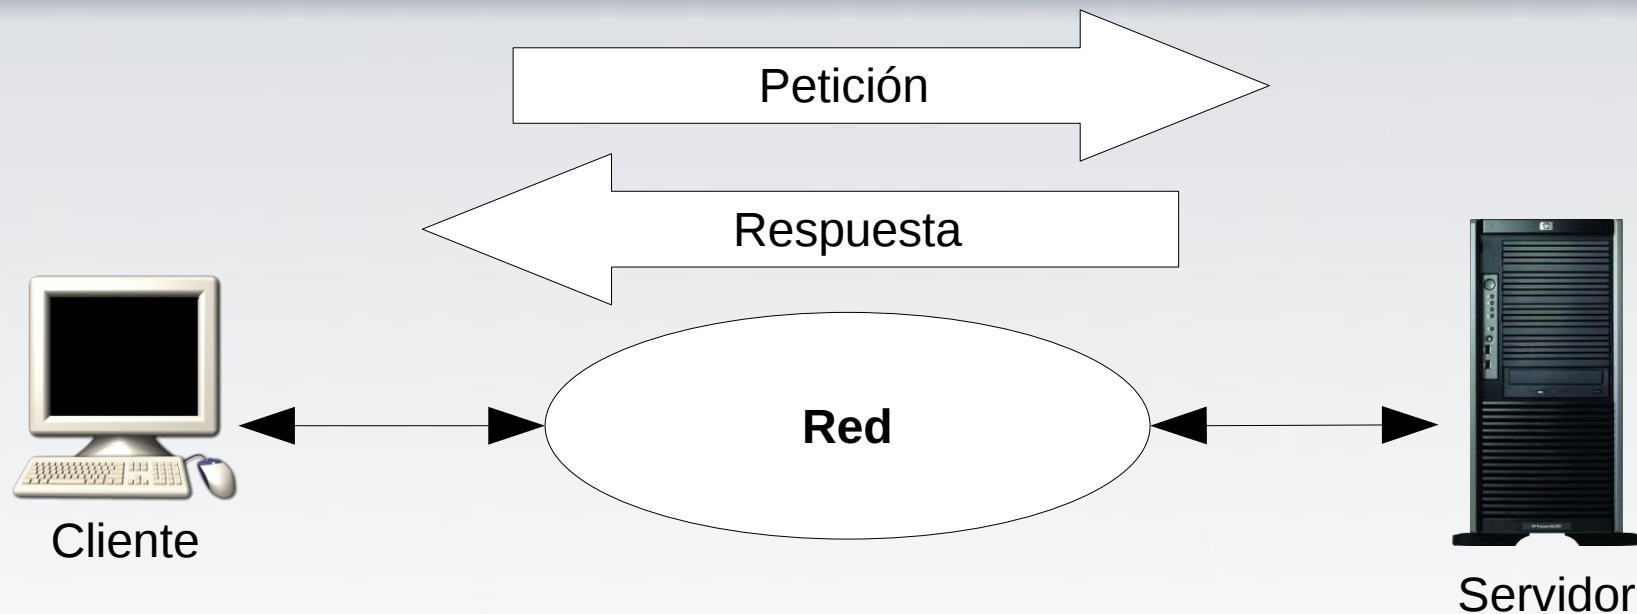 Petición
Respuesta
Red
Cliente
Servidor